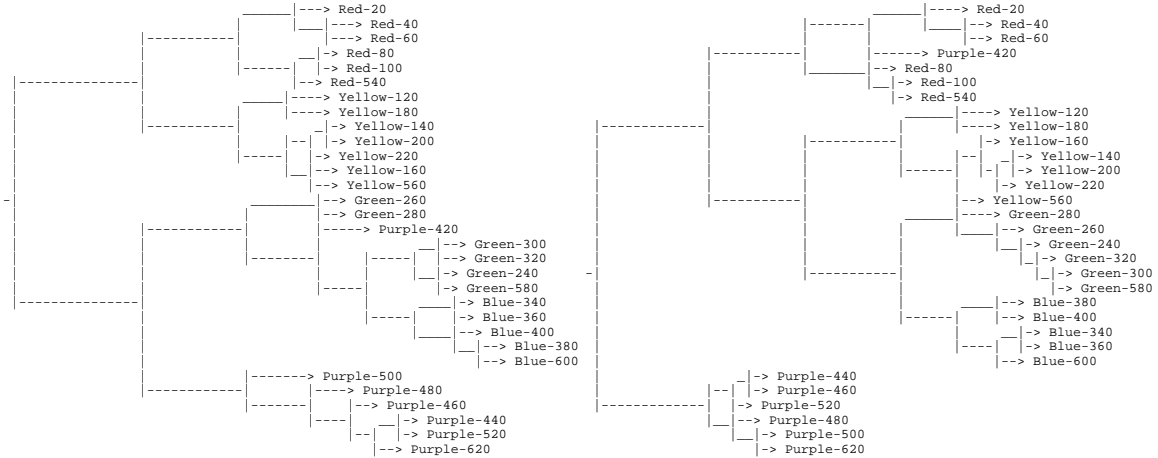 Red-20
Red-40
Red-60
Red-80
Red-100
Red-540
Yellow-120
Yellow-180
Yellow-140
Yellow-200
Yellow-220
Yellow-160
Yellow-560
Green-260
Green-280
Purple-420
Green-300
Green-320
Green-240
Green-580
Blue-340
Blue-360
Blue-400
Blue-380
Blue-600
Purple-500
Purple-480
Purple-460
Purple-440
Purple-520
Purple-620
Red-20
Red-40
Red-60
Purple-420
Red-80
Red-100
Red-540
Yellow-120
Yellow-180
Yellow-160
Yellow-140
Yellow-200
Yellow-220
Yellow-560
Green-280
Green-260
Green-240
Green-320
Green-300
Green-580
Blue-380
Blue-400
Blue-340
Blue-360
Blue-600
Purple-440
Purple-460
Purple-520
Purple-480
Purple-500
Purple-620